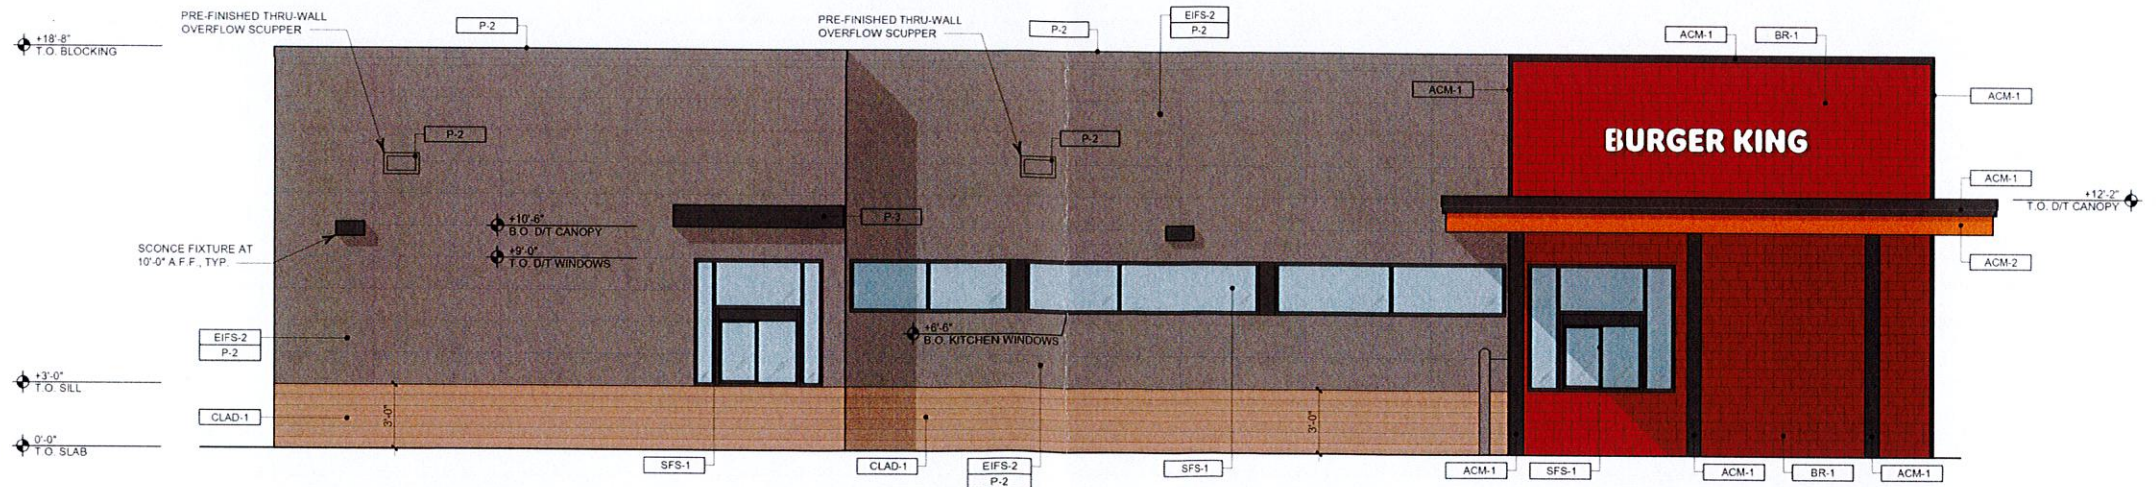 PRE-FINISHED THRU-WALL
OVERFLOW SCUPPER
P-2
PRE-FINISHED THRU-WALL
OVERFLOW SCUPPER
P-2
EIFS-2
P-2
ACM-1
BR-1
+18'-8"
T.O. BLOCKING
ACM-1
ACM-1
P-2
P-2
BURGER KING
ACM-1
+12'-2"
T.O. D/T CANOPY
P-3
+10'-6"
B.O. D/T CANOPY
SCONCE FIXTURE AT
10'-0" A.F.F., TYP.
+9'-0"
T.O. D/T WINDOWS
ACM-2
+6'-6"
B.O. KITCHEN WINDOWS
EIFS-2
P-2
+3'-0"
T.O. SILL
CLAD-1
3'-0"
3'-0"
0'-0"
T.O. SLAB
SFS-1
CLAD-1
EIFS-2
P-2
SFS-1
ACM-1
SFS-1
ACM-1
BR-1
ACM-1